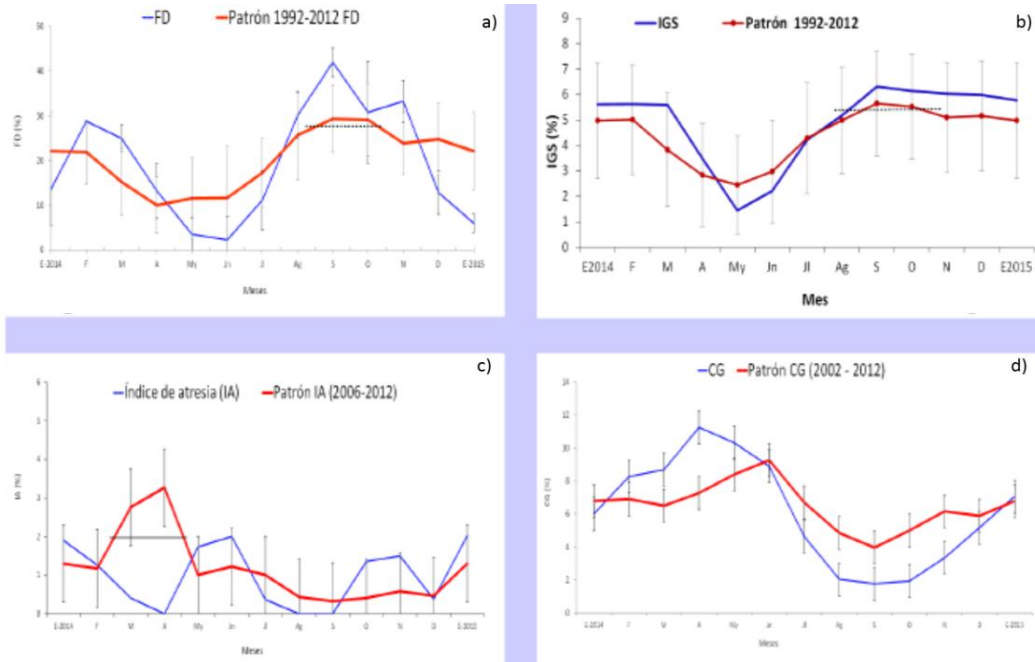 FD Patrón 1992-2012 FD a)
50
40
30
20
10
0
FD (%)
E-2014 F M A My Jn Jl Ag S O N D E-2015
Meses
IGS Patrón 1992-2012 b)
9
8
7
6
5
4
3
2
1
0
IGS (%)
E2014 F M A My Jn Jl Ag S O N D E2015
Mes
Índice de atresia (IA) Patrón IA (2006-2012) c)
6
5
4
3
2
1
0
IA (%)
E-2014 F M A My Jn Jl Ag S O N D E-2015
Meses
CG Patrón CG (2002 - 2012) d)
14
12
10
8
6
4
2
0
E-2014 F M A My Jn Jl Ag S O N D E-2015
Meses